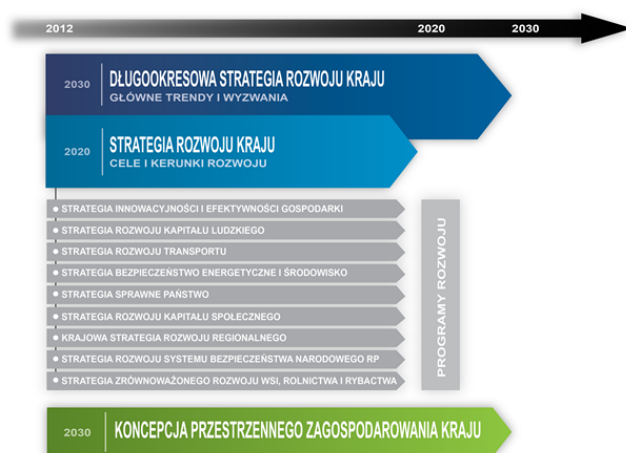 2012 2020 2030
2030 DŁUGOOKRESOWA STRATEGIA ROZWOJU KRAJU
GŁÓWNE TRENDY I WYZWANIA
2020 STRATEGIA ROZWOJU KRAJU
CELE I KERUNKI ROZWOJU
STRATEGIA INNOWACYJNOŚCI I EFEKTYWNOŚCI GOSPODARKI
STRATEGIA ROZWOJU KAPITAŁU LUDZKIEGO
STRATEGIA ROZWOJU TRANSPORTU
STRATEGIA BEZPIECZEŃSTWO ENERGETYCZNE I ŚRODOWISKO
STRATEGIA SPRAWNE PAŃSTWO
STRATEGIA ROZWOJU KAPITAŁU SPOŁECZNEGO
KRAJOWA STRATEGIA ROZWOJU REGIONALNEGO
STRATEGIA ROZWOJU SYSTEMU BEZPIECZEŃSTWA NARODOWEGO RP
STRATEGIA ZRÓWNOWAŻONEGO ROZWOJU WSI, ROLNICTWA I RYBACTWA
PROGRAMY ROZWOJU
2030 KONCEPCJA PRZESTRZENNEGO ZAGOSPODAROWANIA KRAJU